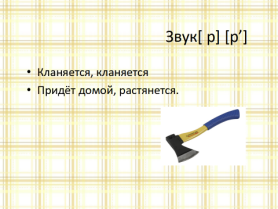 Звук[ р] [р’]
Кланяется, кланяется
Придёт домой, растянется.